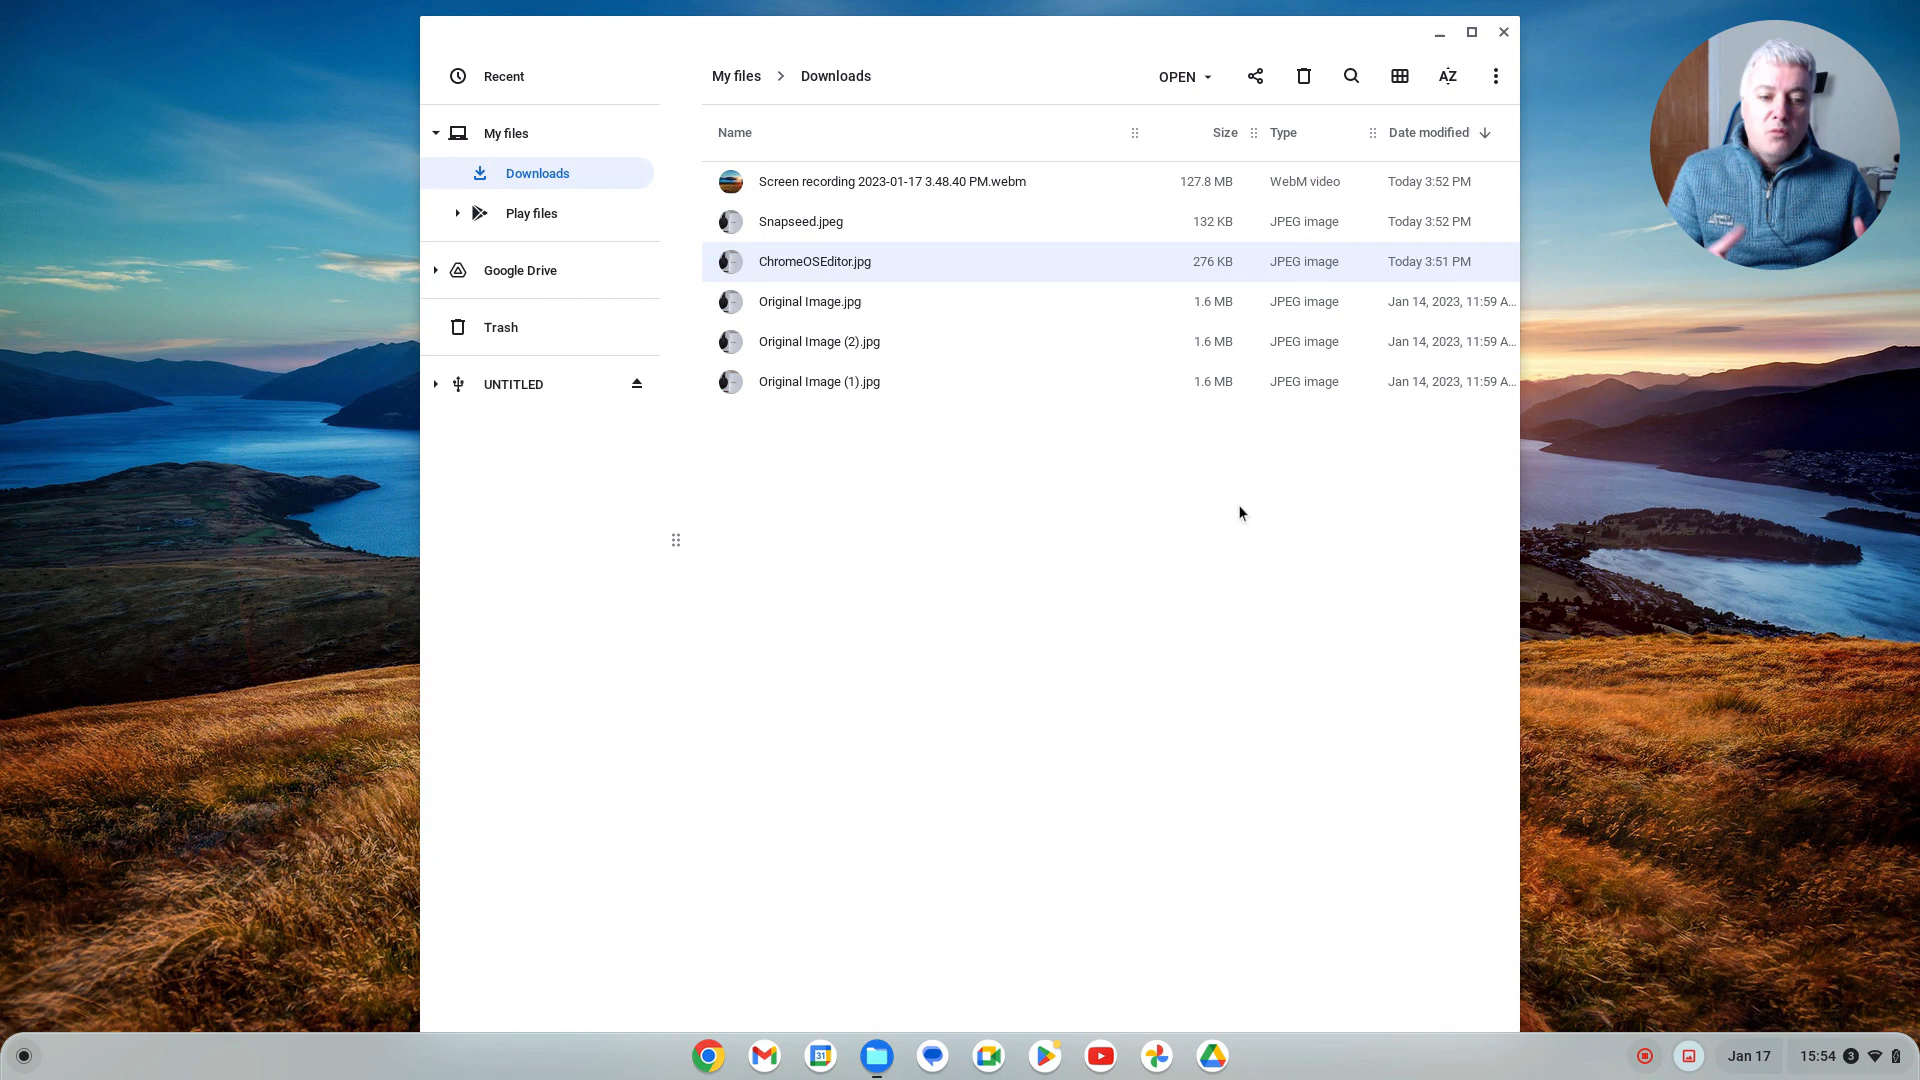 Recent
My files
Downloads
Play files
Google Drive
Trash
UNTITLED
My files > Downloads
OPEN
AZ
Name Size Type Date modified
Screen recording 2023-01-17 3.48.40 PM.webm 127.8 MB WebM video Today 3:52 PM
Snapseed.jpeg 132 KB JPEG image Today 3:52 PM
ChromeOSEditor.jpg 276 KB JPEG image Today 3:51 PM
Original Image.jpg 1.6 MB JPEG image Jan 14, 2023, 11:59 A...
Original Image (2).jpg 1.6 MB JPEG image Jan 14, 2023, 11:59 A...
Original Image (1).jpg 1.6 MB JPEG image Jan 14, 2023, 11:59 A...
31
Jan 17
15:54 3